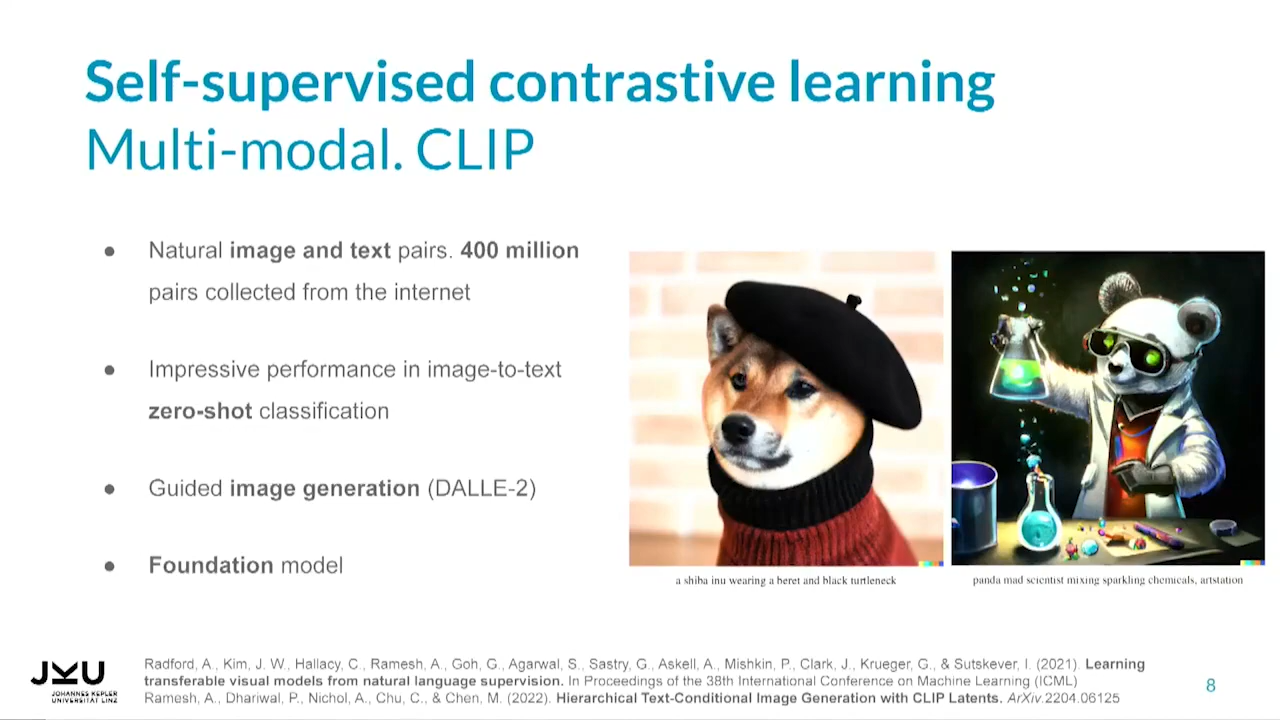 Self-supervised contrastive learning
Multi-modal. CLIP
● Natural image and text pairs. 400 million
pairs collected from the internet
● Impressive performance in image-to-text
zero-shot classification
● Guided image generation (DALLE-2)
● Foundation model
a shiba inu wearing a beret and black turtleneck
panda mad scientist mixing sparkling chemicals, artstation
JKU
JOHANNES KEPLER
UNIVERSITÄT LINZ
Radford, A., Kim, J. W., Hallacy, C., Ramesh, A., Goh, G., Agarwal, S., Sastry, G., Askell, A., Mishkin, P., Clark, J., Krueger, G., & Sutskever, I. (2021). Learning
transferable visual models from natural language supervision. In Proceedings of the 38th International Conference on Machine Learning (ICML)
Ramesh, A., Dhariwal, P., Nichol, A., Chu, C., & Chen, M. (2022). Hierarchical Text-Conditional Image Generation with CLIP Latents. ArXiv.2204.06125
8